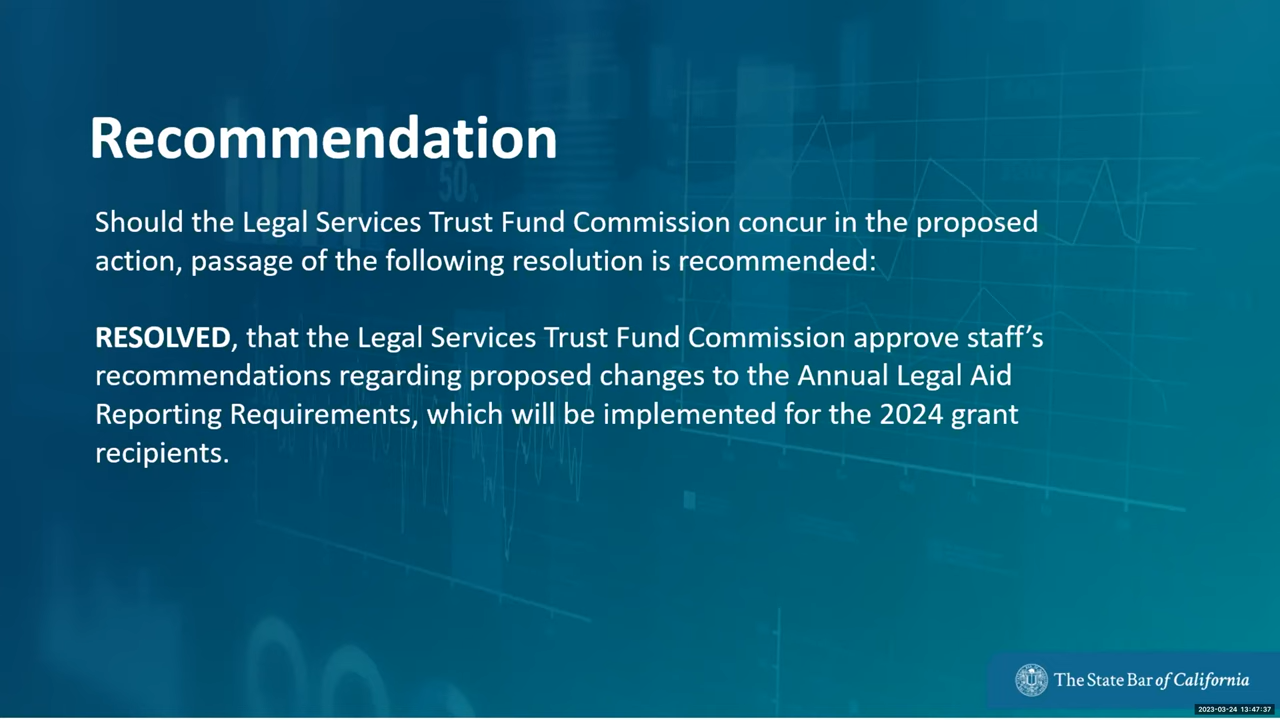 Recommendation
50%
Should the Legal Services Trust Fund Commission concur in the proposed
action, passage of the following resolution is recommended:
RESOLVED, that the Legal Services Trust Fund Commission approve staff’s
recommendations regarding proposed changes to the Annual Legal Aid
Reporting Requirements, which will be implemented for the 2024 grant
recipients.
The State Bar of California
2023-03-24 13:47:37